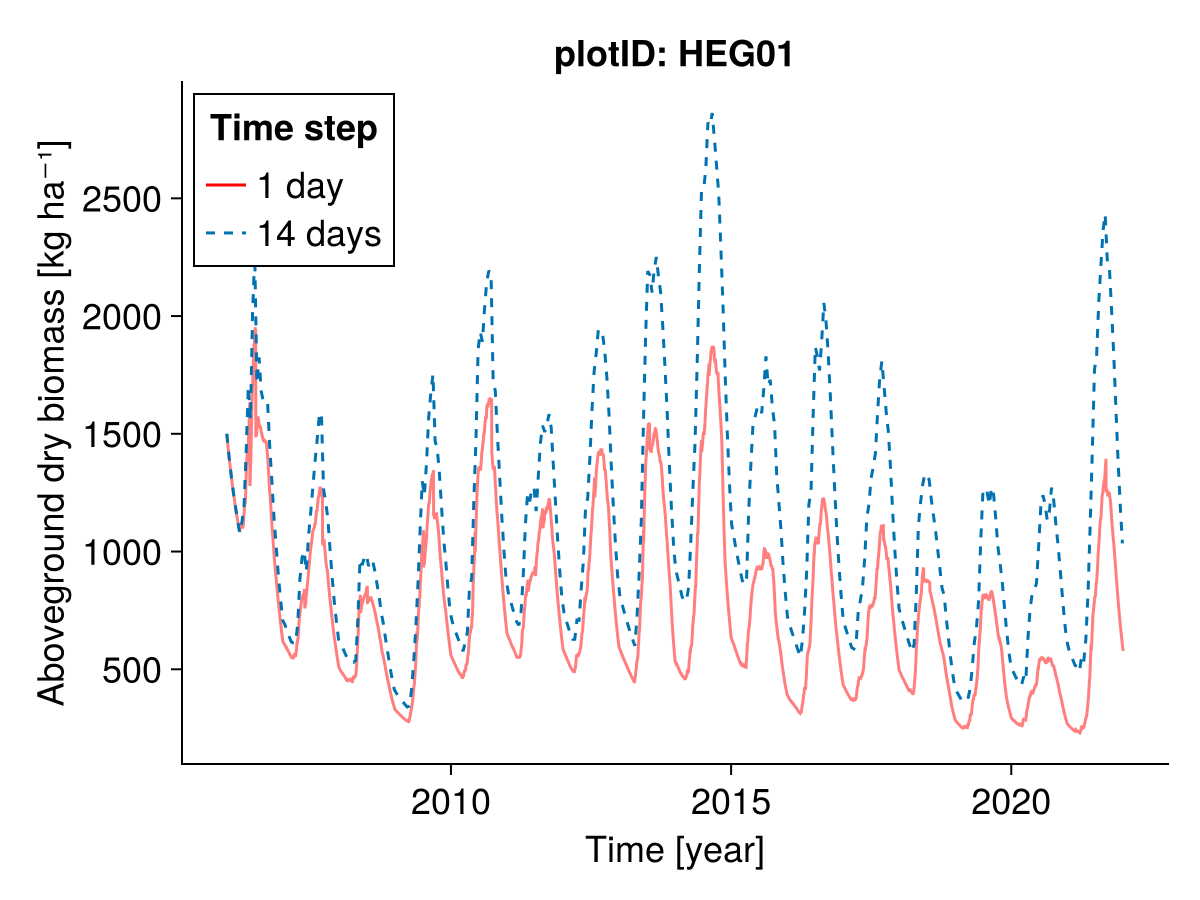 plotID: HEG01
Time step
1 day
14 days
Aboveground dry biomass [kg ha⁻¹]
2500
2000
1500
1000
500
2010
2015
2020
Time [year]